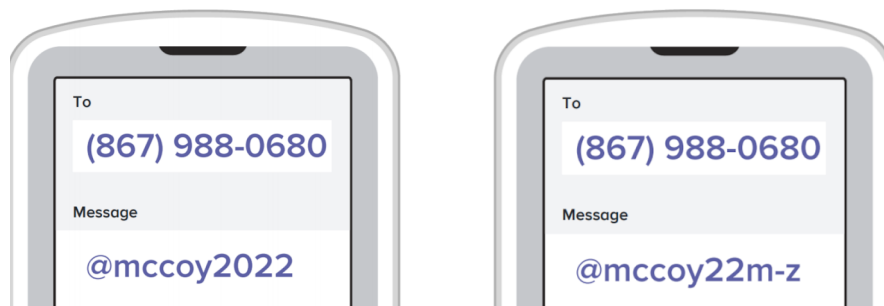 To
(867) 988-0680
Message
@mccoy2022
To
(867) 988-0680
Message
@mccoy22m-z